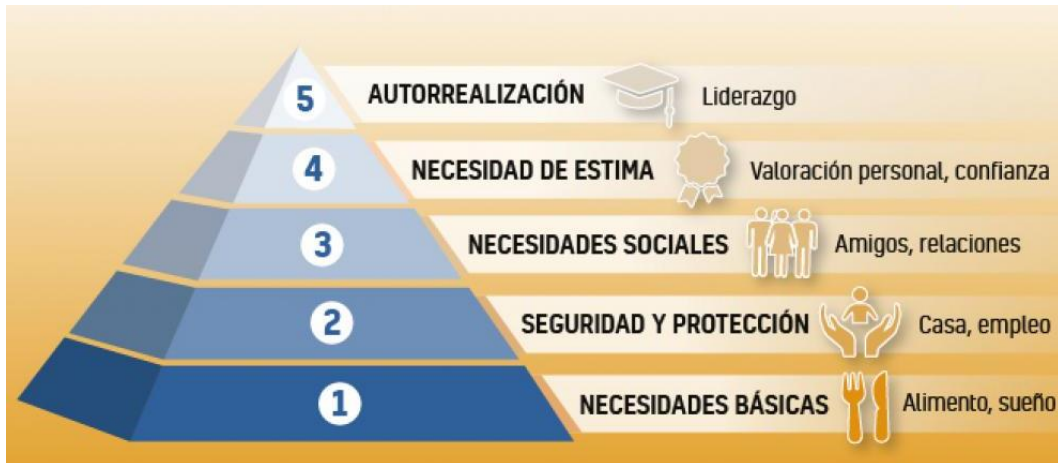 5 AUTORREALIZACIÓN Liderazgo
4 NECESIDAD DE ESTIMA Valoración personal, confianza
3 NECESIDADES SOCIALES Amigos, relaciones
2 SEGURIDAD Y PROTECCIÓN Casa, empleo
1 NECESIDADES BÁSICAS Alimento, sueño